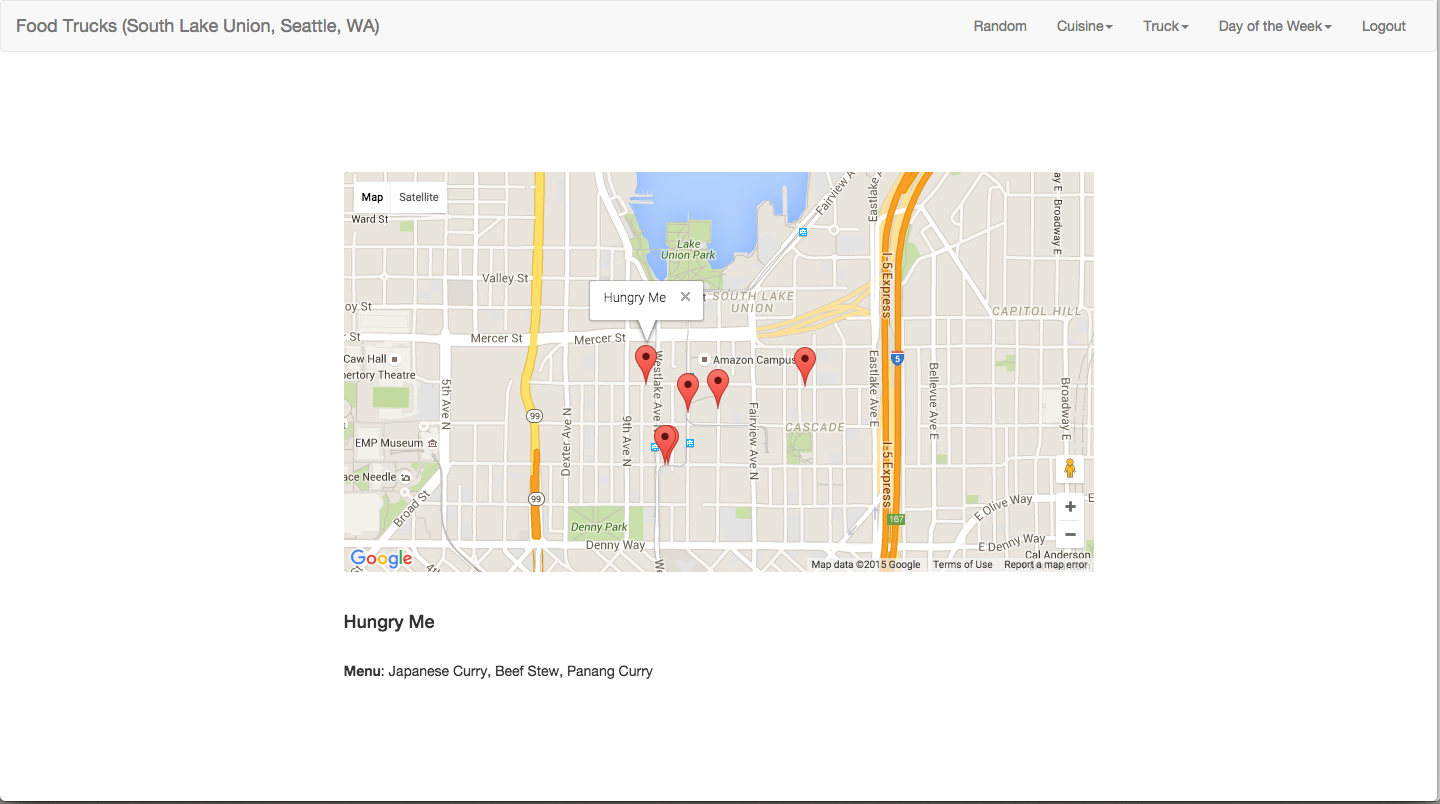 Food Trucks (South Lake Union, Seattle, WA)
Random
Cuisine
Truck
Day of the Week
Logout
Map
Satellite
Ward St
Lake
Union Park
Fairview A
Eastlake A
Broadway E
Valley St
I-5 Express
Hungry Me
oy St
SOUTH LAKE
UNION
CAPITOL HILL
Mercer St
Mercer St
Caw Hall
pertory Theatre
Amazon Campus
5
5th Ave N
99
Dexter Ave N
9th Ave N
Westlake Ave N
Fairview Ave N
CASCADE
Eastlake Ave E
Bellevue Ave E
Broadway E
EMP Museum
ace Needle
I-5 Express
Broad St
99
167
E Olive Way
Denny Park
Denny Way
E Denny Way
Cal Anderson
Google
Map data ©2015 Google
Terms of Use
Report a map error
Hungry Me
Menu: Japanese Curry, Beef Stew, Panang Curry